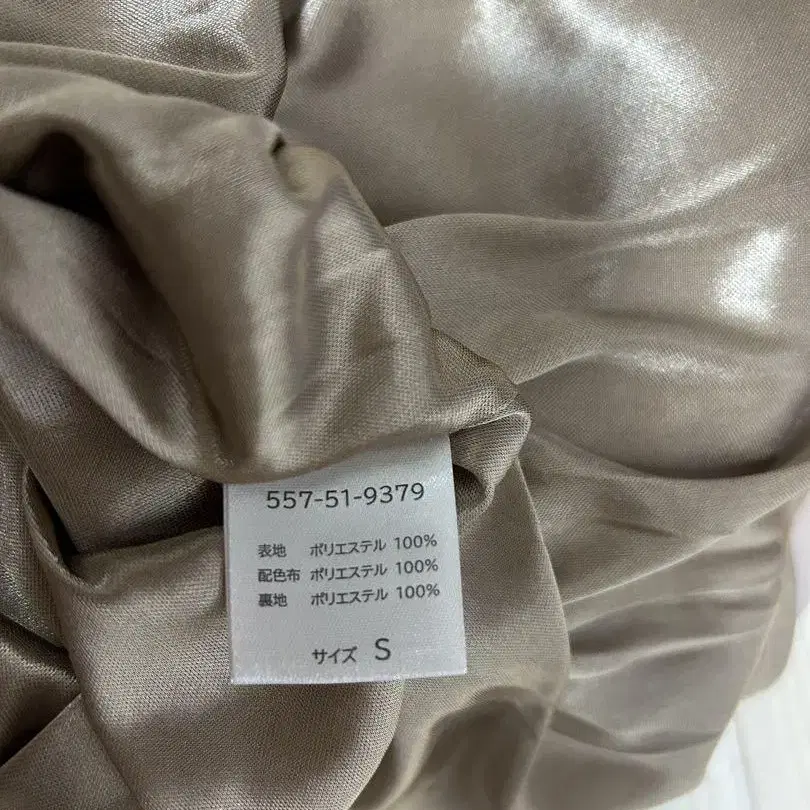 557-51-9379
表地 ポリエステル 100%
配色布 ポリエステル 100%
裏地 ポリエステル 100%
サイズ S